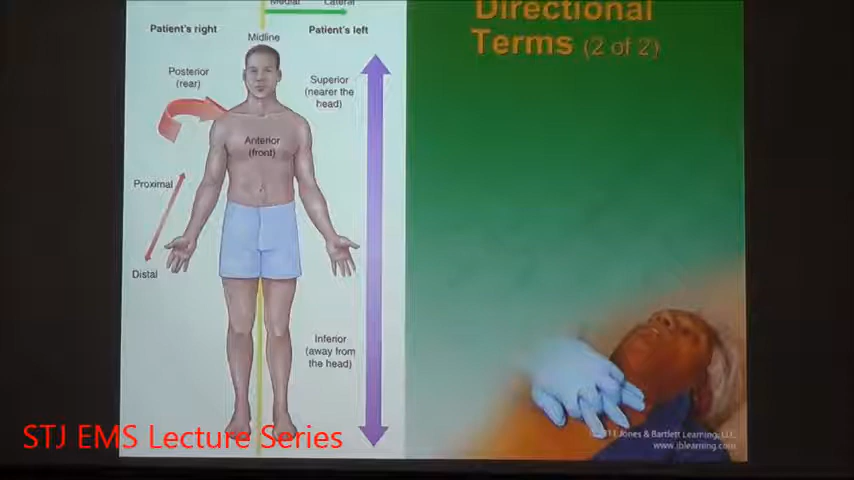 Medial Lateral
Patient's right
Patient's left
Midline
Posterior
(rear)
Superior
(nearer the
head)
Anterior
(front)
Proximal
Distal
Inferior
(away from
the head)
Directional
Terms (2 of 2)
STJ EMS Lecture Series
Jones & Bartlett Learning, LLC
www.jblearning.com